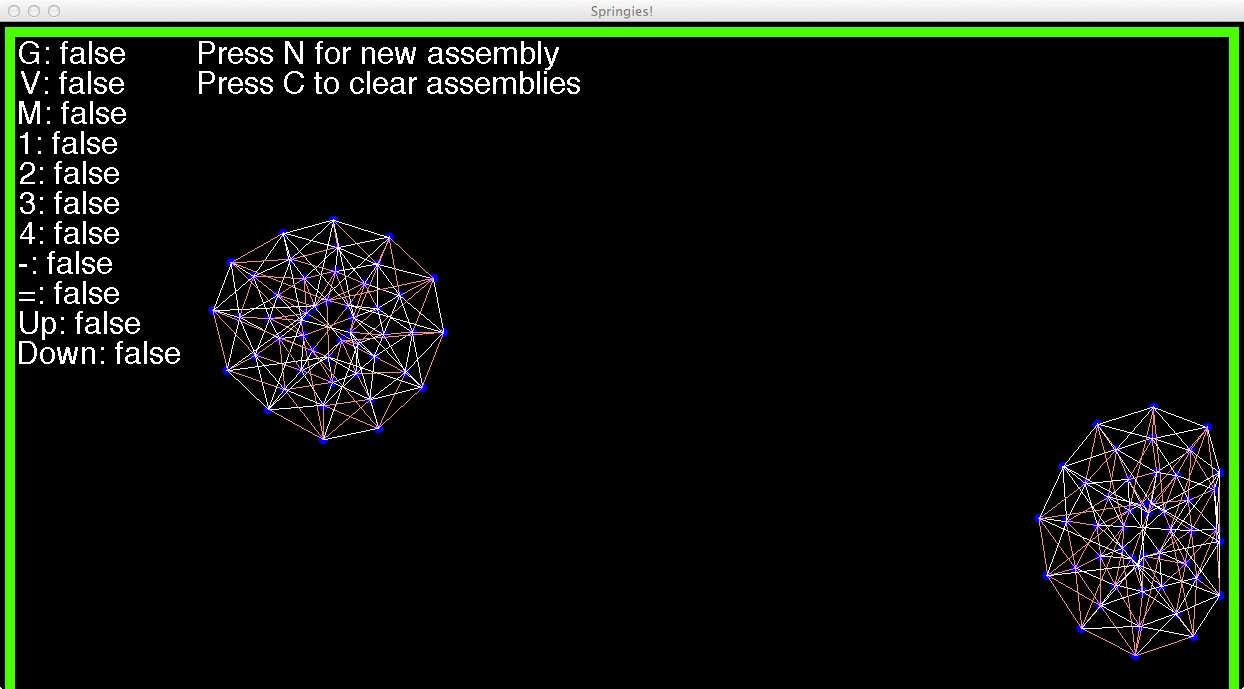 Springies!
G: false
Press N for new assembly
V: false
Press C to clear assemblies
M: false
1: false
2: false
3: false
4: false
-: false
=: false
Up: false
Down: false